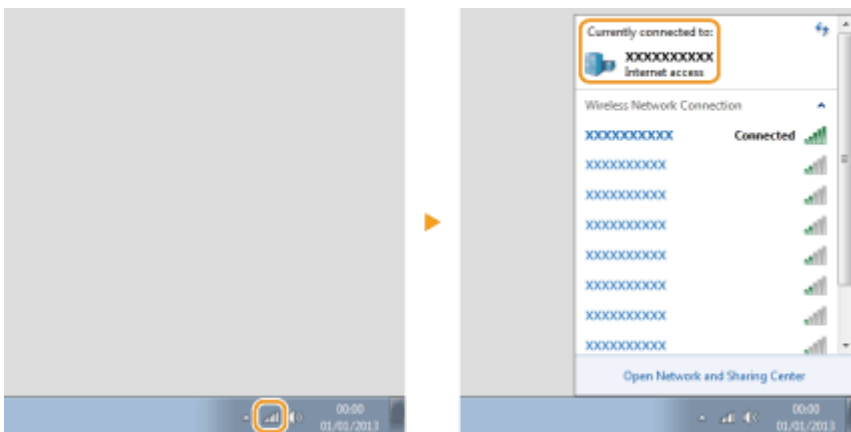 00:00
01/01/2013
Currently connected to:
XXXXXXXXXX
Internet access
Wireless Network Connection
XXXXXXXXXX Connected
XXXXXXXXXX
XXXXXXXXXX
XXXXXXXXXX
XXXXXXXXXX
XXXXXXXXXX
XXXXXXXXXX
XXXXXXXXXX
Open Network and Sharing Center
00:00
01/01/2013